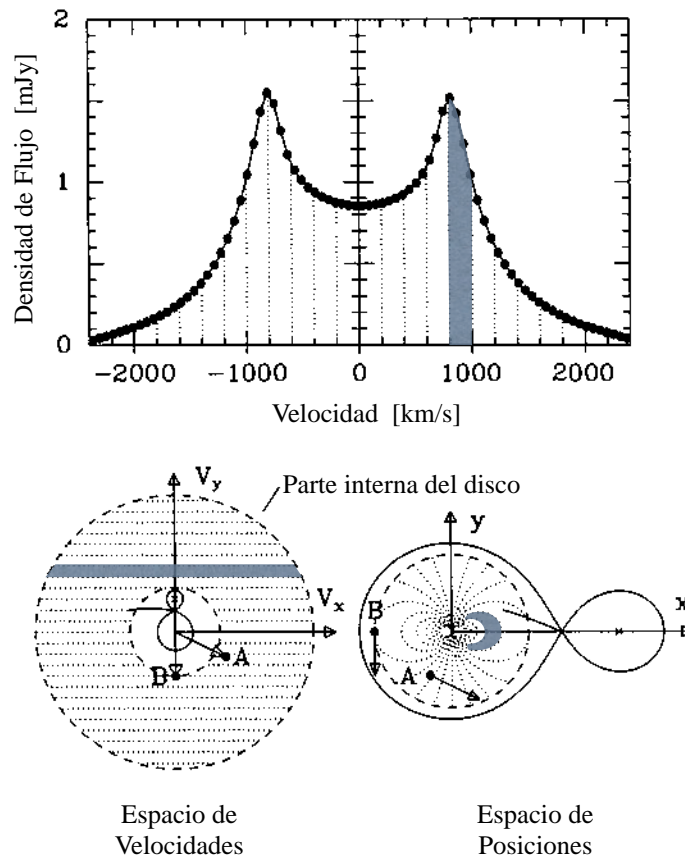 2
1
0
Densidad de Flujo [mJy]
−2000 −1000 0 1000 2000
Velocidad [km/s]
Vy
Parte interna del disco
Vx
A
B
y
x
B
A
Espacio de
Velocidades
Espacio de
Posiciones